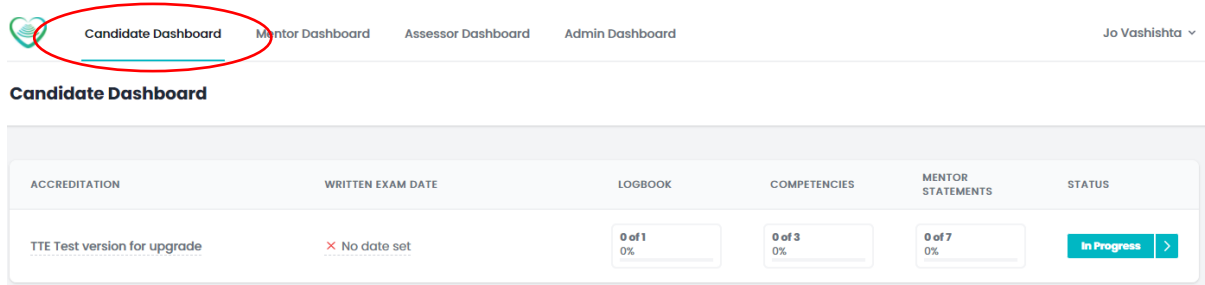 Candidate Dashboard Mentor Dashboard Assessor Dashboard Admin Dashboard Jo Vashishta
Candidate Dashboard
ACCREDITATION WRITTEN EXAM DATE LOGBOOK COMPETENCIES MENTOR STATEMENTS STATUS
TTE Test version for upgrade No date set 0 of 1 0% 0 of 3 0% 0 of 7 0% In Progress